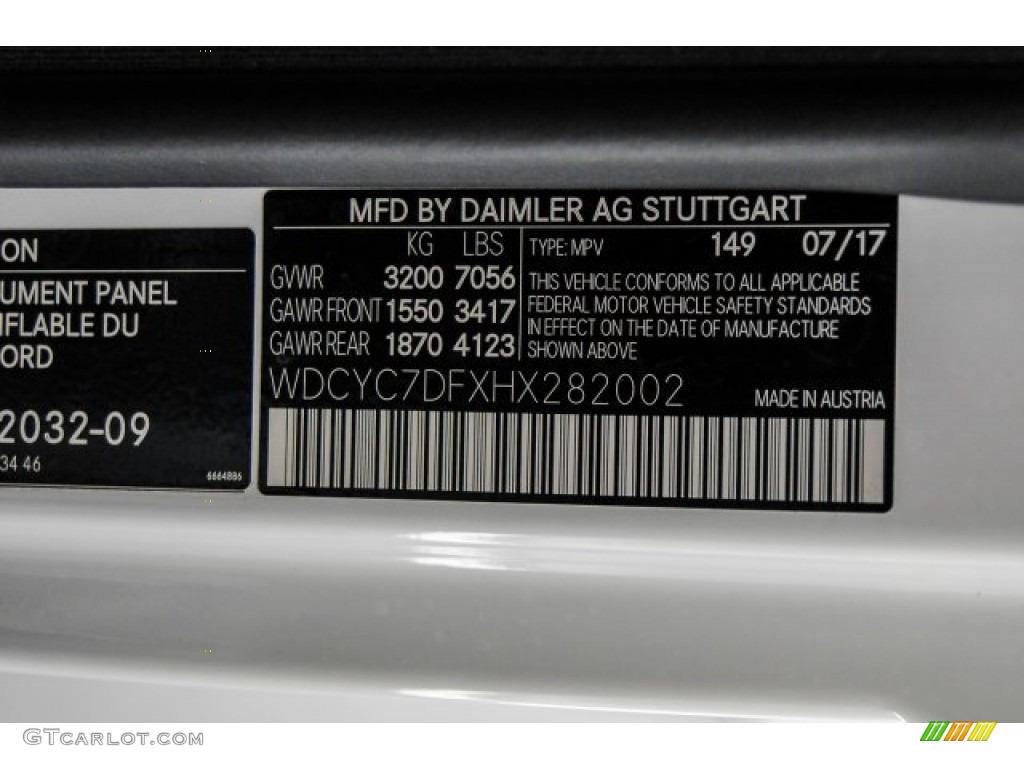 ON
UMENT PANEL
NFLABLE DU
ORD
2032-09
34 46
6664886
MFD BY DAIMLER AG STUTTGART
KG LBS
GVWR 3200 7056
GAWR FRONT 1550 3417
GAWR REAR 1870 4123
TYPE: MPV 149 07/17
THIS VEHICLE CONFORMS TO ALL APPLICABLE
FEDERAL MOTOR VEHICLE SAFETY STANDARDS
IN EFFECT ON THE DATE OF MANUFACTURE
SHOWN ABOVE
WDCYC7DFXHX282002
MADE IN AUSTRIA
GTCARLOT.COM